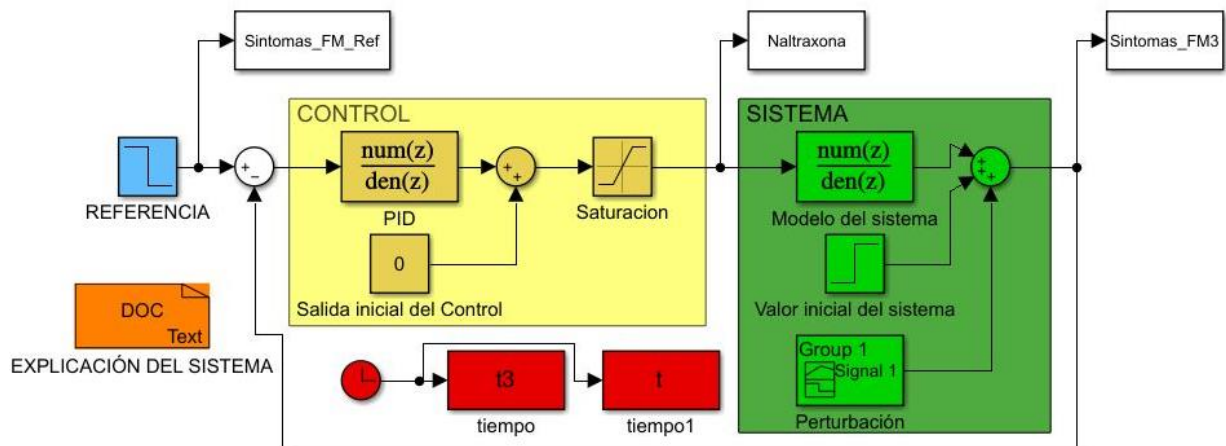 Sintomas_FM_Ref
Naltraxona
Sintomas_FM3
CONTROL
SISTEMA
num(z)
den(z)
num(z)
den(z)
+
−
+
+
+
+
+
REFERENCIA
PID
Saturacion
Modelo del sistema
0
Salida inicial del Control
Valor inicial del sistema
DOC
Text
EXPLICACIÓN DEL SISTEMA
Group 1
Signal 1
t3
t
tiempo
tiempo1
Perturbación